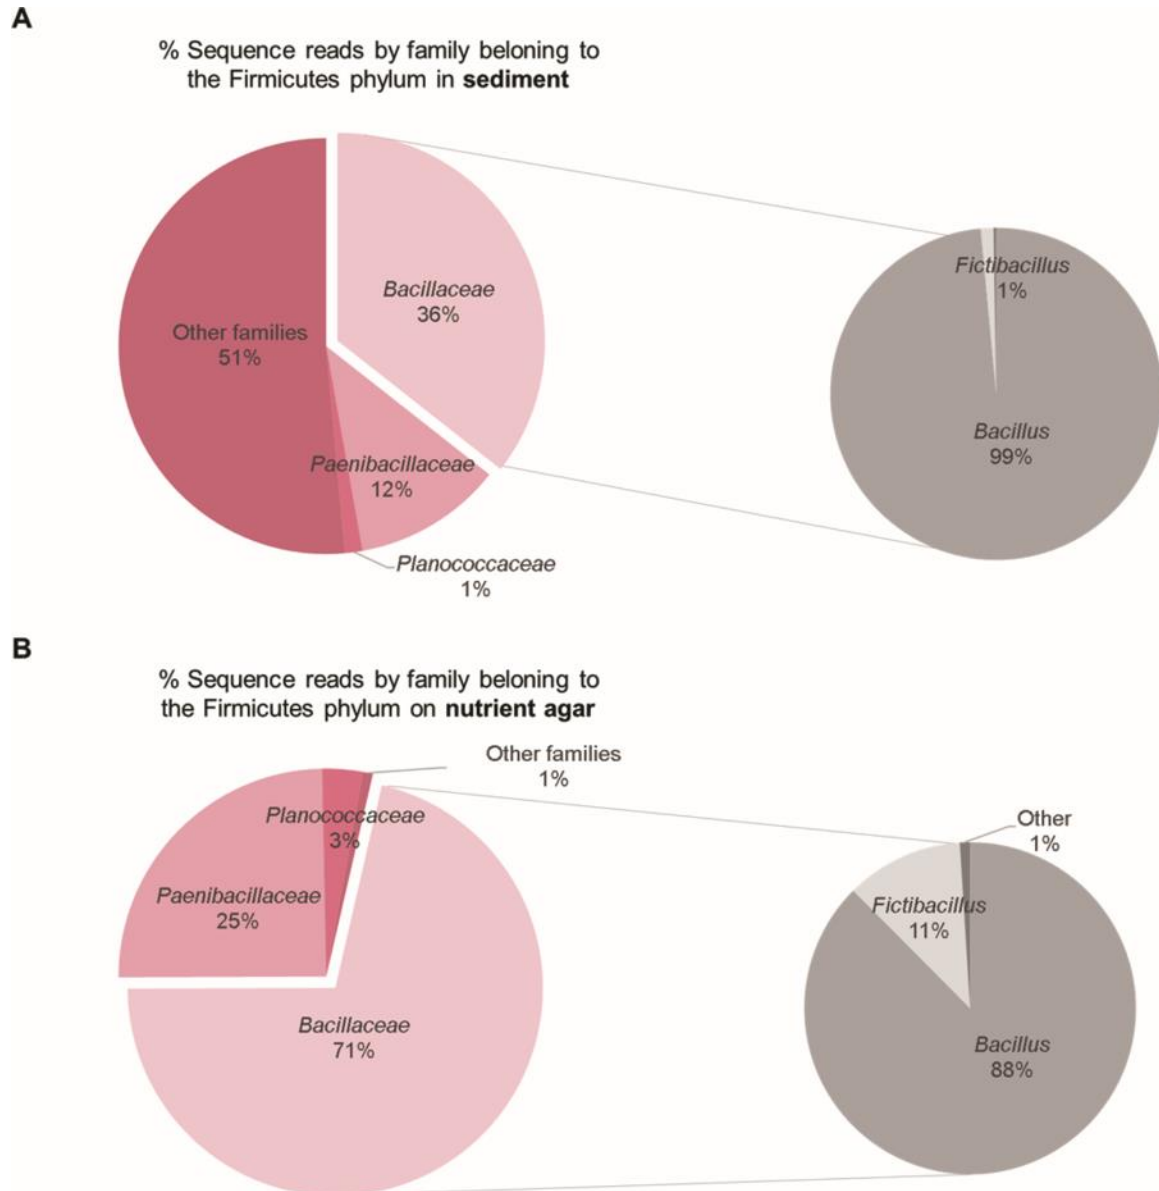 A
% Sequence reads by family beloning to
the Firmicutes phylum in sediment
Bacillaceae
36%
Other families
51%
Paenibacillaceae
12%
Planococcaceae
1%
Fictibacillus
1%
Bacillus
99%
B
% Sequence reads by family beloning to
the Firmicutes phylum on nutrient agar
Other families
1%
Planococcaceae
3%
Paenibacillaceae
25%
Bacillaceae
71%
Other
1%
Fictibacillus
11%
Bacillus
88%